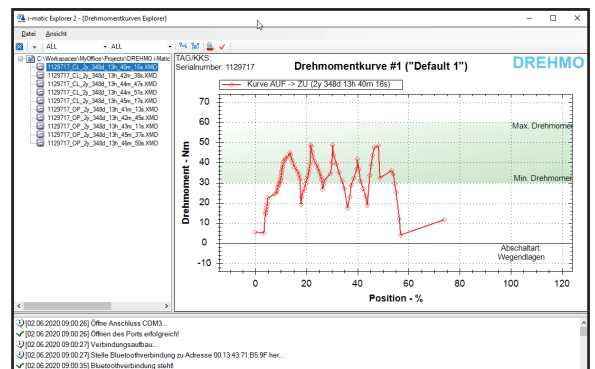 i-matic Explorer 2 - [Drehmomentkurven Explorer]
Datei Ansicht
ALL ALL
C:\Workspaces\MyOffice\Projects\DREHMO i-Matic
1129717_CL_2y_348d_13h_40m_16s.XMD
1129717_CL_2y_348d_13h_42m_38s.XMD
1129717_CL_2y_348d_13h_44m_47s.XMD
1129717_CL_2y_348d_13h_44m_51s.XMD
1129717_CL_2y_348d_13h_45m_17s.XMD
1129717_OP_2y_348d_13h_41m_13s.XMD
1129717_OP_2y_348d_13h_42m_45s.XMD
1129717_OP_2y_348d_13h_43m_11s.XMD
1129717_OP_2y_348d_13h_45m_37s.XMD
1129717_OP_2y_348d_13h_46m_50s.XMD
TAG/KKS:
Serialnumber: 1129717
Drehmomentkurve #1 ("Default 1")
DREHMO
Kurve AUF -> ZU (2y 348d 13h 40m 16s)
Drehmonent - Nm
70
60
50
40
30
20
10
0
-10
Max. Drehmome
Min. Drehmome
Abschaltart:
Wegendlagen
0 20 40 60 80 100 120
Position - %
[02.06.2020 09:00:26] Öffne Anschluss COM3...
[02.06.2020 09:00:26] Öffnen des Ports erfolgreich!
[02.06.2020 09:00:27] Verbindungsaufbau...
[02.06.2020 09:00:27] Stelle Bluetoothverbindung zu Adresse 00:13:43:71:B5:9F her...
[02.06.2020 09:00:35] Bluetoothverbindung steht!